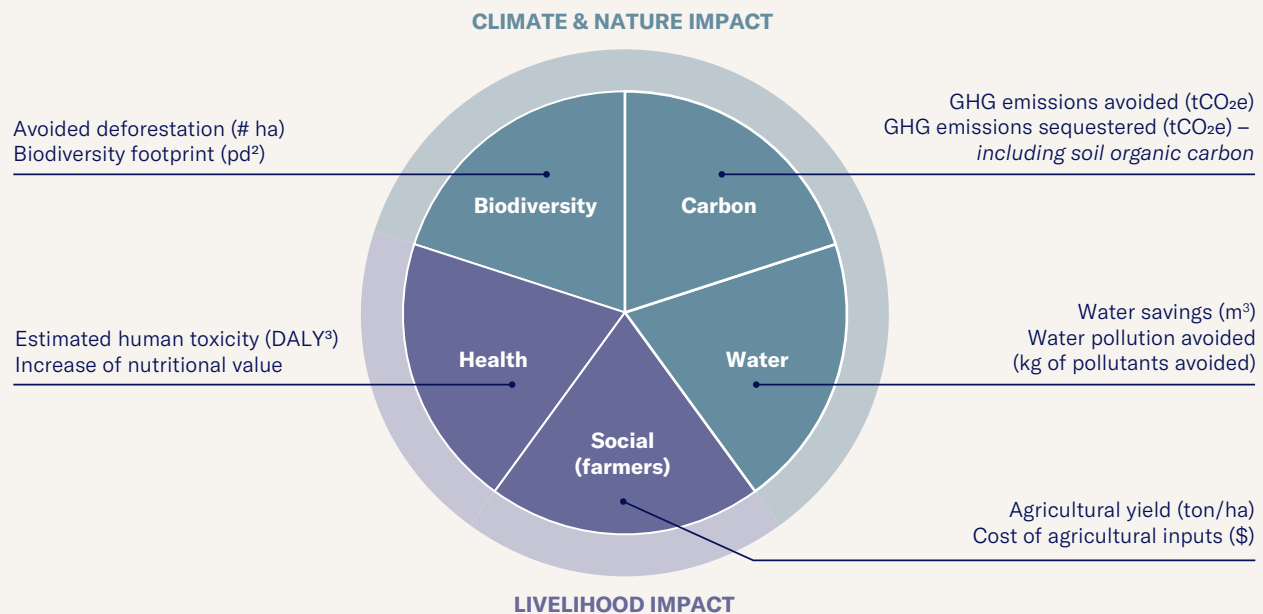 CLIMATE & NATURE IMPACT
Avoided deforestation (# ha)
Biodiversity footprint (pd²)
GHG emissions avoided (tCO₂e)
GHG emissions sequestered (tCO₂e) –
including soil organic carbon
Biodiversity
Carbon
Estimated human toxicity (DALY³)
Increase of nutritional value
Water savings (m³)
Water pollution avoided
(kg of pollutants avoided)
Health
Water
Social
(farmers)
Agricultural yield (ton/ha)
Cost of agricultural inputs ($)
LIVELIHOOD IMPACT